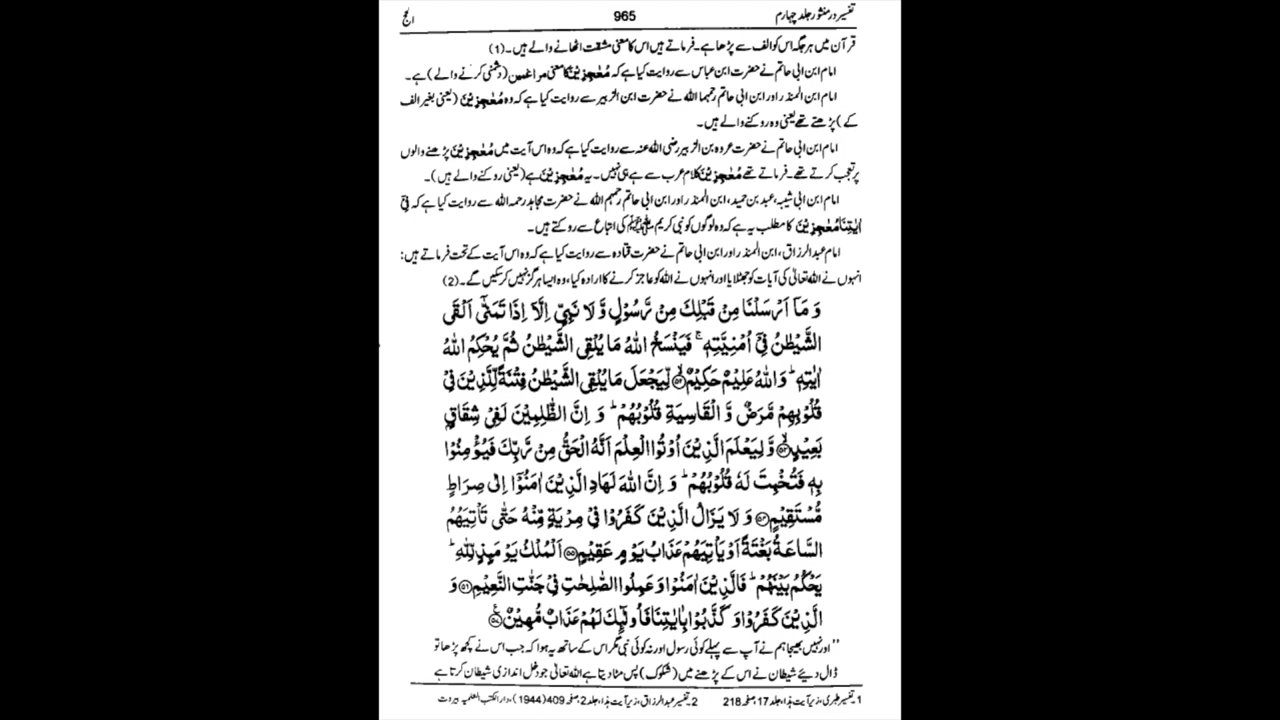 تفسیر درمنثور جلد چہارم 965 الحج
قرآن میں ہر جگہ اس کو الف سے پڑھا ہے۔ فرماتے ہیں اس کا معنی مشقت اٹھانے والے ہیں۔(1)
امام ابن ابی حاتم نے حضرت ابن عباس سے روایت کیا ہے کہ مُعٰجِزِیْنَ کا معنی مراغمین (دشمنی کرنے والے) ہے۔
امام ابن المنذر اور ابن ابی حاتم رحمہما اللہ نے حضرت ابن الزبیر سے روایت کیا ہے کہ وہ مُعْجِزِیْنَ (یعنی بغیر الف
کے) پڑھتے تھے یعنی وہ روکنے والے ہیں۔
امام ابن ابی حاتم نے حضرت عروہ بن الزبیر رضی اللہ عنہ سے روایت کیا ہے کہ وہ اس آیت میں مُعٰجِزِیْنَ پڑھنے والوں
پر تعجب کرتے تھے۔ فرماتے تھے مُعٰجِزِیْنَ کلام عرب سے ہے ہی نہیں۔ یہ مُعْجِزِیْنَ ہے (یعنی روکنے والے ہیں)۔
امام ابن ابی شیبہ، عبد بن حمید، ابن المنذر اور ابن ابی حاتم رحمہم اللہ نے حضرت مجاہد رحمہ اللہ سے روایت کیا ہے کہ فِیْۤ
اٰیٰتِنَا مُعٰجِزِیْنَ کا مطلب یہ ہے کہ وہ لوگوں کو نبی کریم ﷺ کی اتباع سے روکتے ہیں۔
امام عبدالرزاق، ابن المنذر اور ابن ابی حاتم نے حضرت قتادہ سے روایت کیا ہے کہ وہ اس آیت کے تحت فرماتے ہیں:
انہوں نے اللہ تعالیٰ کی آیات کو جھٹلایا اور انہوں نے اللہ کو عاجز کرنے کا ارادہ کیا، وہ ایسا ہرگز نہیں کر سکیں گے۔(2)
وَ مَاۤ اَرْسَلْنَا مِنْ قَبْلِكَ مِنْ رَّسُوْلٍ وَّ لَا نَبِیٍّ اِلَّاۤ اِذَا تَمَنّٰۤى اَلْقَى
الشَّیْطٰنُ فِیْۤ اُمْنِیَّتِهٖ ۚ فَیَنْسَخُ اللّٰهُ مَا یُلْقِی الشَّیْطٰنُ ثُمَّ یُحْكِمُ اللّٰهُ
اٰیٰتِهٖ ؕ وَ اللّٰهُ عَلِیْمٌ حَكِیْمٌ ﴿۵۲﴾ لِّیَجْعَلَ مَا یُلْقِی الشَّیْطٰنُ فِتْنَةً لِّلَّذِیْنَ فِیْ
قُلُوْبِهِمْ مَّرَضٌ وَّ الْقَاسِیَةِ قُلُوْبُهُمْ ؕ وَ اِنَّ الظّٰلِمِیْنَ لَفِیْ شِقَاقٍۭ
بَعِیْدٍ ﴿۵۳﴾ وَّ لِیَعْلَمَ الَّذِیْنَ اُوْتُوا الْعِلْمَ اَنَّهُ الْحَقُّ مِنْ رَّبِّكَ فَیُؤْمِنُوْا
بِهٖ فَتُخْبِتَ لَهٗ قُلُوْبُهُمْ ؕ وَ اِنَّ اللّٰهَ لَهَادِ الَّذِیْنَ اٰمَنُوْۤا اِلٰى صِرَاطٍ
مُّسْتَقِیْمٍ ﴿۵۴﴾ وَ لَا یَزَالُ الَّذِیْنَ كَفَرُوْا فِیْ مِرْیَةٍ مِّنْهُ حَتّٰى تَاْتِیَهُمُ
السَّاعَةُ بَغْتَةً اَوْ یَاْتِیَهُمْ عَذَابُ یَوْمٍ عَقِیْمٍ ﴿۵۵﴾ اَلْمُلْكُ یَوْمَىِٕذٍ لِّلّٰهِ ؕ
یَحْكُمُ بَیْنَهُمْ ؕ فَالَّذِیْنَ اٰمَنُوْا وَ عَمِلُوا الصّٰلِحٰتِ فِیْ جَنّٰتِ النَّعِیْمِ ﴿۵۶﴾ وَ
الَّذِیْنَ كَفَرُوْا وَ كَذَّبُوْا بِاٰیٰتِنَا فَاُولٰٓىِٕكَ لَهُمْ عَذَابٌ مُّهِیْنٌ ﴿۵۷﴾
”اور نہیں بھیجا ہم نے آپ سے پہلے کوئی رسول اور نہ کوئی نبی مگر اس کے ساتھ یہ ہوا کہ جب اس نے کچھ پڑھا تو
ڈال دیئے شیطان نے اس کے پڑھنے میں (شکوک) پس مٹا دیتا ہے اللہ تعالیٰ جو دخل اندازی شیطان کرتا ہے
1۔تفسیر طبری، زیر آیت ہذا، جلد 17، صفحہ 218 2۔تفسیر عبدالرزاق، زیر آیت ہذا، جلد 2، صفحہ 409 (1944)، دارالکتب العلمیہ بیروت